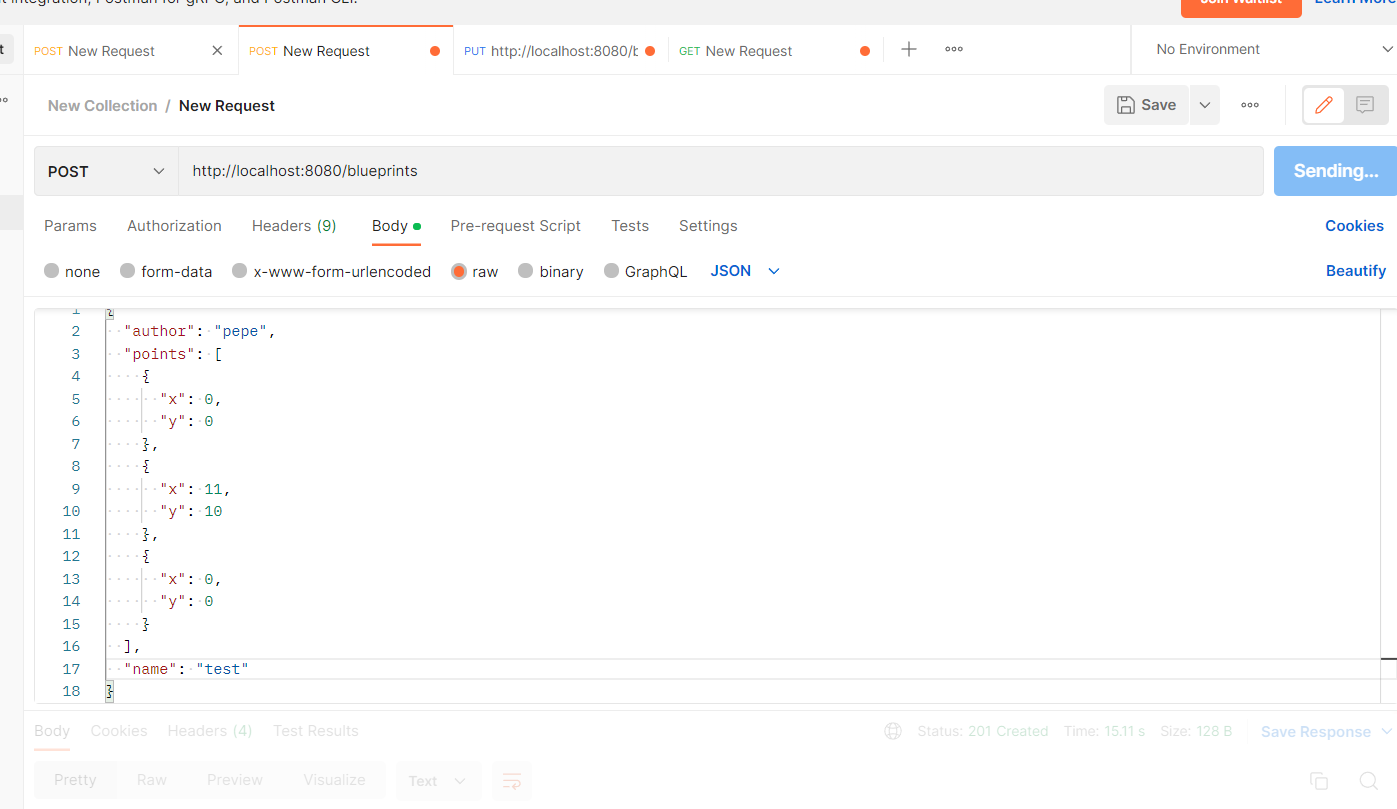 t integration, Postman for gRPC, and Postman CLI.
Join Waitlist
Learn More
t POST New Request POST New Request PUT http://localhost:8080/b GET New Request No Environment
New Collection / New Request Save
POST http://localhost:8080/blueprints Sending...
Params Authorization Headers (9) Body Pre-request Script Tests Settings Cookies
none form-data x-www-form-urlencoded raw binary GraphQL JSON Beautify
1 {
2 "author": "pepe",
3 "points": [
4 {
5 "x": 0,
6 "y": 0
7 },
8 {
9 "x": 11,
10 "y": 10
11 },
12 {
13 "x": 0,
14 "y": 0
15 }
16 ],
17 "name": "test"
18 }
Body Cookies Headers (4) Test Results Status: 201 Created Time: 15.11 s Size: 128 B Save Response
Pretty Raw Preview Visualize Text